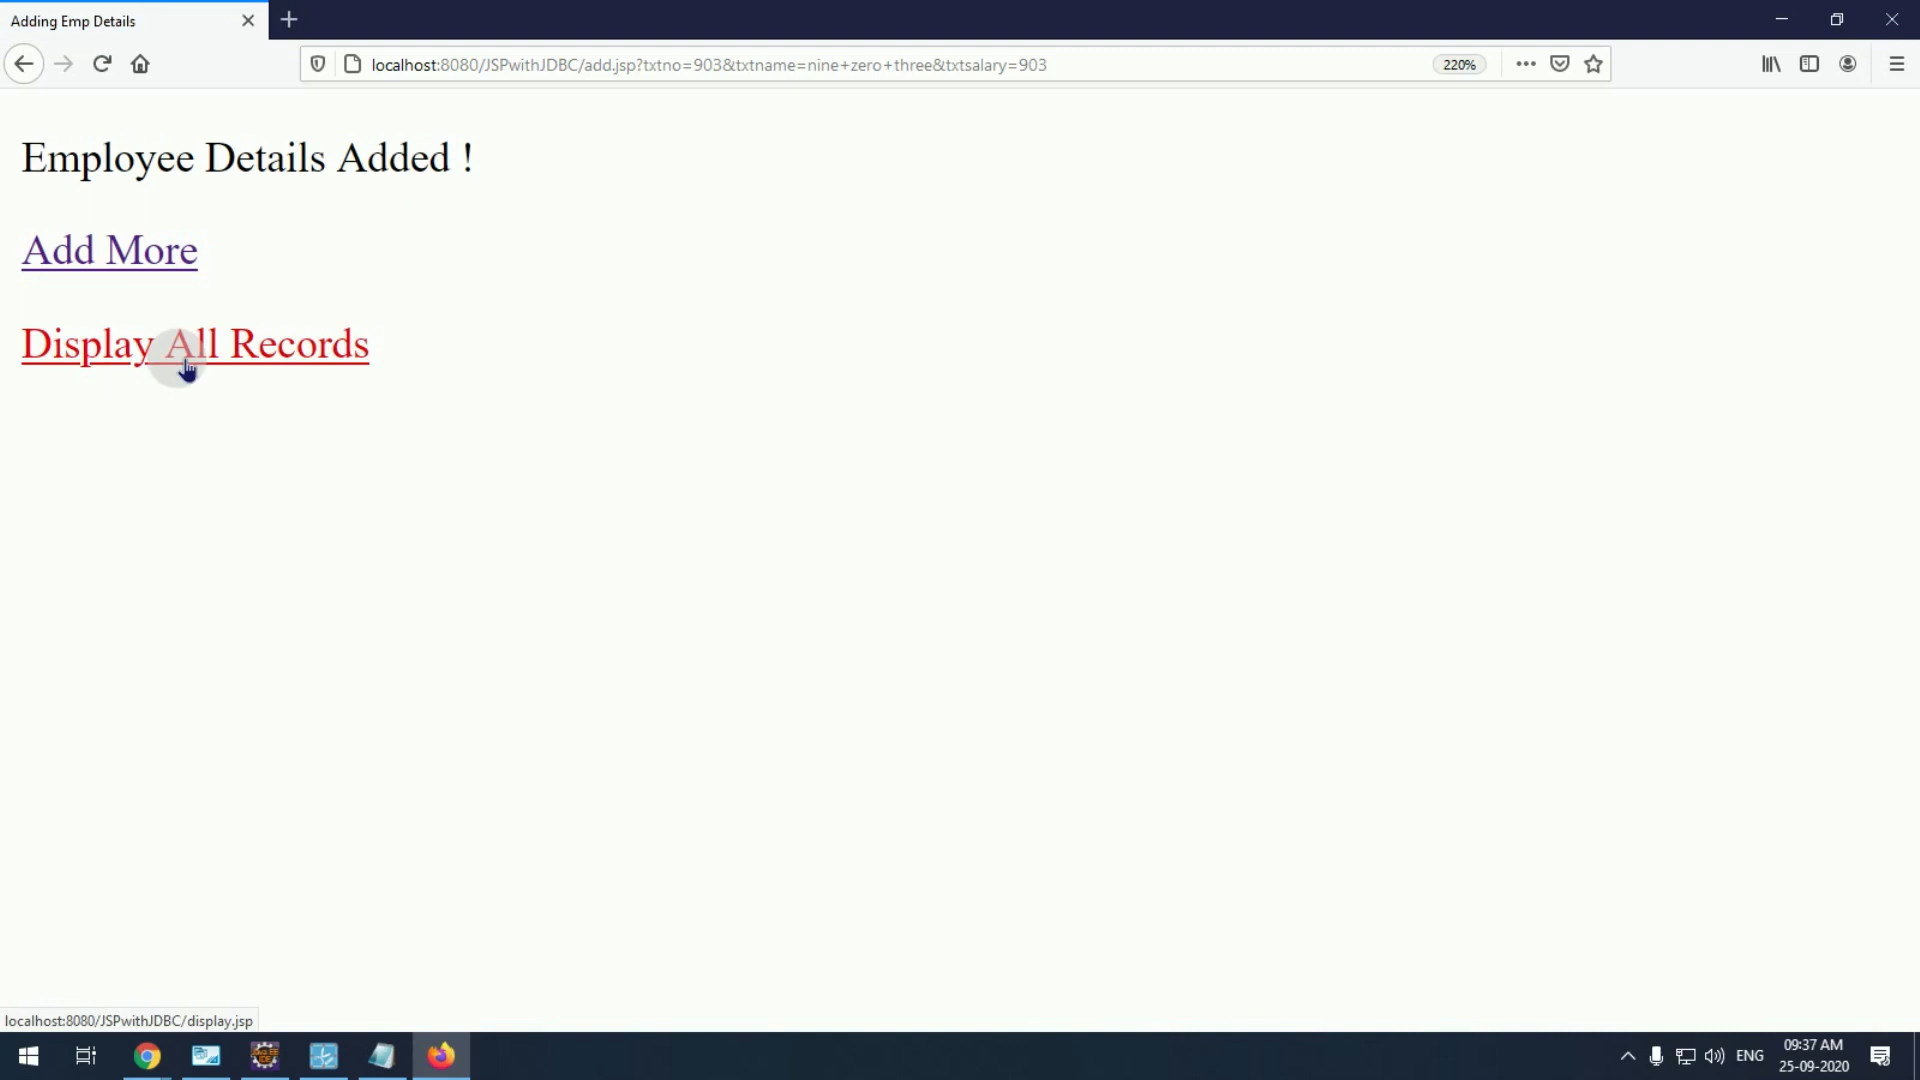 Adding Emp Details
localhost:8080/JSPwithJDBC/add.jsp?txtno=903&txtname=nine+zero+three&txtsalary=903
220%
Employee Details Added !
Add More
Display All Records
localhost:8080/JSPwithJDBC/display.jsp
ENG
09:37 AM
25-09-2020